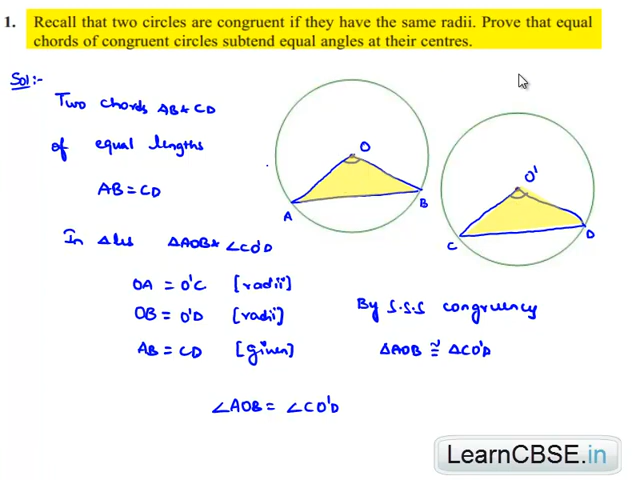 1. Recall that two circles are congruent if they have the same radii. Prove that equal
chords of congruent circles subtend equal angles at their centres.
Sol:-
Two chords AB & CD
of equal lengths
AB = CD
In Δles ΔAOB & ∠CO'D
OA = O'C [radii]
OB = O'D [radii]
AB = CD [given]
∠AOB = ∠CO'D
O
A
B
O'
C
D
By S.S.S congruency
ΔAOB ≅ ΔCO'D
LearnCBSE.in